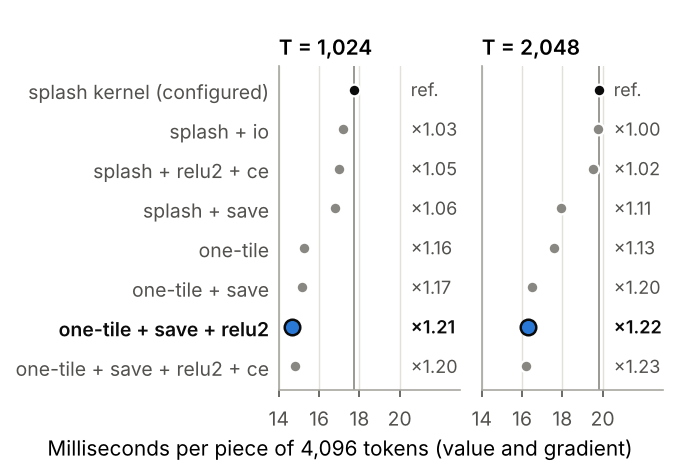 T = 1,024 T = 2,048
splash kernel (configured) ref. ref.
splash + io ×1.03 ×1.00
splash + relu2 + ce ×1.05 ×1.02
splash + save ×1.06 ×1.11
one-tile ×1.16 ×1.13
one-tile + save ×1.17 ×1.20
one-tile + save + relu2 ×1.21 ×1.22
one-tile + save + relu2 + ce ×1.20 ×1.23
14 16 18 20 14 16 18 20
Milliseconds per piece of 4,096 tokens (value and gradient)